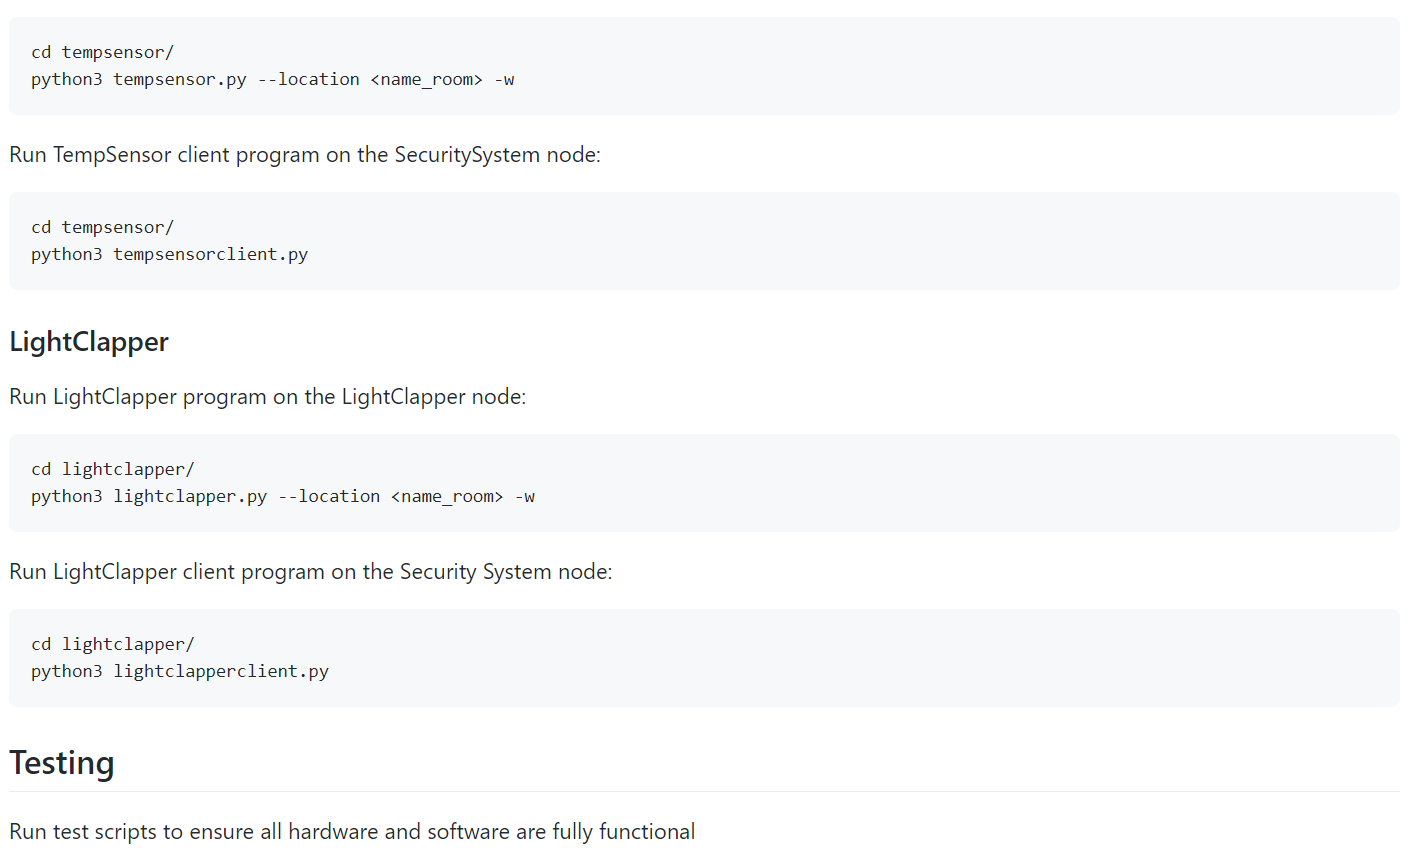 cd tempsensor/
python3 tempsensor.py --location <name_room> -w
Run TempSensor client program on the SecuritySystem node:
cd tempsensor/
python3 tempsensorclient.py
LightClapper
Run LightClapper program on the LightClapper node:
cd lightclapper/
python3 lightclapper.py --location <name_room> -w
Run LightClapper client program on the Security System node:
cd lightclapper/
python3 lightclapperclient.py
Testing
Run test scripts to ensure all hardware and software are fully functional